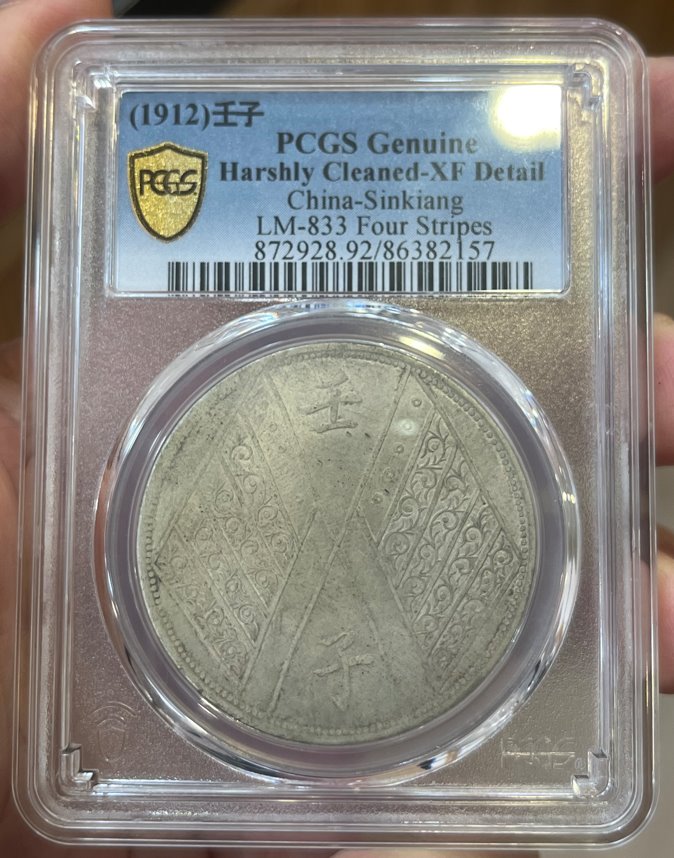 (1912)壬子
PCGS Genuine
Harshly Cleaned-XF Detail
China-Sinkiang
LM-833 Four Stripes
872928.92/86382157
PCGS
壬
子
PCGS